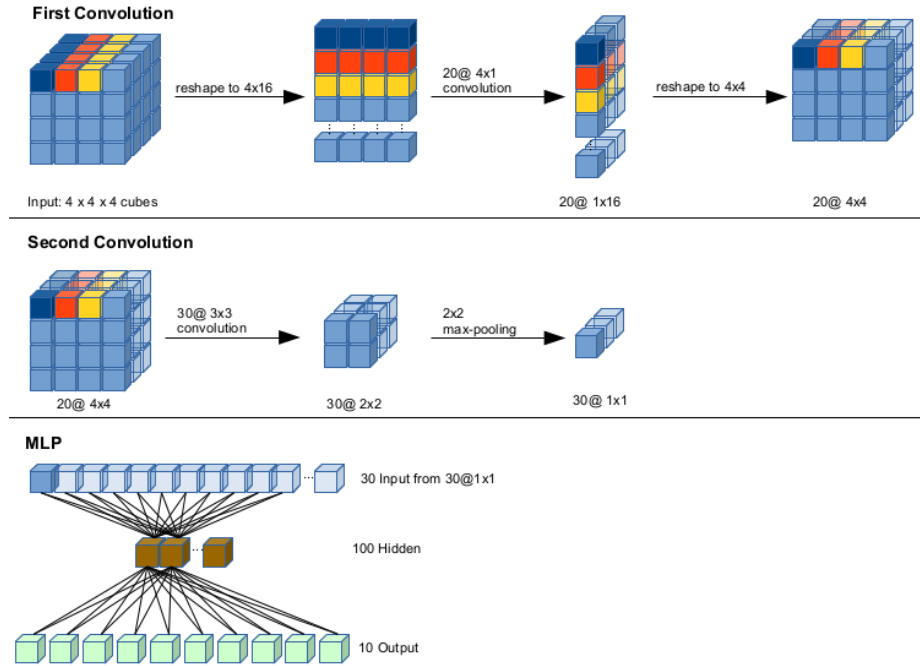 First Convolution
reshape to 4x16
20@ 4x1
convolution
reshape to 4x4
Input: 4 x 4 x 4 cubes
20@ 1x16
20@ 4x4
Second Convolution
30@ 3x3
convolution
2x2
max-pooling
20@ 4x4
30@ 2x2
30@ 1x1
MLP
30 Input from 30@1x1
100 Hidden
10 Output